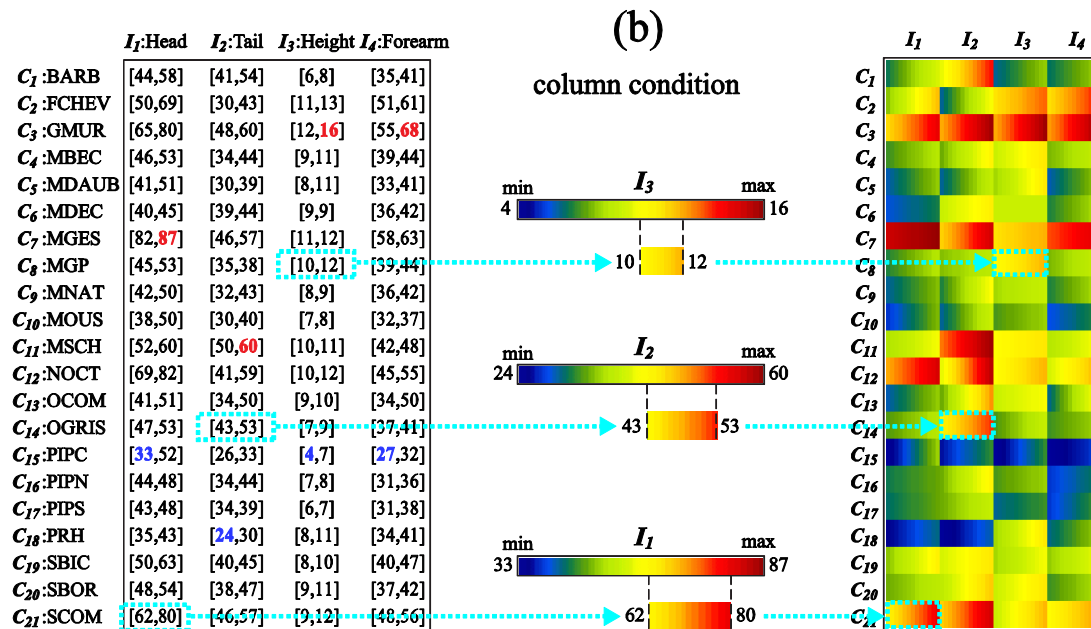 (b)
I1:Head I2:Tail I3:Height I4:Forearm
C1:BARB [44,58] [41,54] [6,8] [35,41]
C2:FCHEV [50,69] [30,43] [11,13] [51,61]
C3:GMUR [65,80] [48,60] [12,16] [55,68]
C4:MBEC [46,53] [34,44] [9,11] [39,44]
C5:MDAUB [41,51] [30,39] [8,11] [33,41]
C6:MDEC [40,45] [39,44] [9,9] [36,42]
C7:MGES [82,87] [46,57] [11,12] [58,63]
C8:MGP [45,53] [35,38] [10,12] [39,44]
C9:MNAT [42,50] [32,43] [8,9] [36,42]
C10:MOUS [38,50] [30,40] [7,8] [32,37]
C11:MSCH [52,60] [50,60] [10,11] [42,48]
C12:NOCT [69,82] [41,59] [10,12] [45,55]
C13:OCOM [41,51] [34,50] [9,10] [34,50]
C14:OGRIS [47,53] [43,53] [7,9] [37,41]
C15:PIPC [33,52] [26,33] [4,7] [27,32]
C16:PIPN [44,48] [34,44] [7,8] [31,36]
C17:PIPS [43,48] [34,39] [6,7] [31,38]
C18:PRH [35,43] [24,30] [8,11] [34,41]
C19:SBIC [50,63] [40,45] [8,10] [40,47]
C20:SBOR [48,54] [38,47] [9,11] [37,42]
C21:SCOM [62,80] [46,57] [9,12] [48,56]
column condition
min I3 max
4 16
10 12
min I2 max
24 60
43 53
min I1 max
33 87
62 80
I1 I2 I3 I4
C1
C2
C3
C4
C5
C6
C7
C8
C9
C10
C11
C12
C13
C14
C15
C16
C17
C18
C19
C20
C21